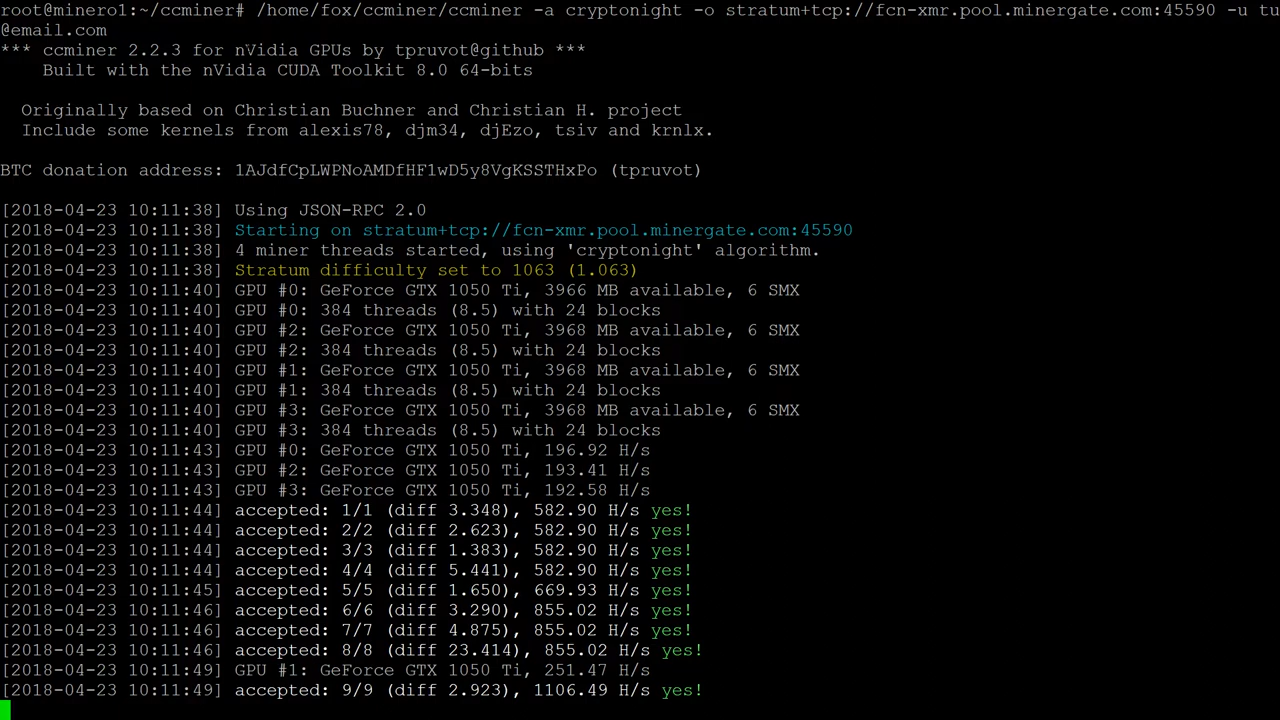 root@minero1:~/ccminer# /home/fox/ccminer/ccminer -a cryptonight -o stratum+tcp://fcn-xmr.pool.minergate.com:45590 -u tu
@email.com
*** ccminer 2.2.3 for nVidia GPUs by tpruvot@github ***
Built with the nVidia CUDA Toolkit 8.0 64-bits
Originally based on Christian Buchner and Christian H. project
Include some kernels from alexis78, djm34, djEzo, tsiv and krnlx.
BTC donation address: 1AJdfCpLWPNoAMDfHF1wD5y8VgKSSTHxPo (tpruvot)
[2018-04-23 10:11:38] Using JSON-RPC 2.0
[2018-04-23 10:11:38] Starting on stratum+tcp://fcn-xmr.pool.minergate.com:45590
[2018-04-23 10:11:38] 4 miner threads started, using 'cryptonight' algorithm.
[2018-04-23 10:11:38] Stratum difficulty set to 1063 (1.063)
[2018-04-23 10:11:40] GPU #0: GeForce GTX 1050 Ti, 3966 MB available, 6 SMX
[2018-04-23 10:11:40] GPU #0: 384 threads (8.5) with 24 blocks
[2018-04-23 10:11:40] GPU #2: GeForce GTX 1050 Ti, 3968 MB available, 6 SMX
[2018-04-23 10:11:40] GPU #2: 384 threads (8.5) with 24 blocks
[2018-04-23 10:11:40] GPU #1: GeForce GTX 1050 Ti, 3968 MB available, 6 SMX
[2018-04-23 10:11:40] GPU #1: 384 threads (8.5) with 24 blocks
[2018-04-23 10:11:40] GPU #3: GeForce GTX 1050 Ti, 3968 MB available, 6 SMX
[2018-04-23 10:11:40] GPU #3: 384 threads (8.5) with 24 blocks
[2018-04-23 10:11:43] GPU #0: GeForce GTX 1050 Ti, 196.92 H/s
[2018-04-23 10:11:43] GPU #2: GeForce GTX 1050 Ti, 193.41 H/s
[2018-04-23 10:11:43] GPU #3: GeForce GTX 1050 Ti, 192.58 H/s
[2018-04-23 10:11:44] accepted: 1/1 (diff 3.348), 582.90 H/s yes!
[2018-04-23 10:11:44] accepted: 2/2 (diff 2.623), 582.90 H/s yes!
[2018-04-23 10:11:44] accepted: 3/3 (diff 1.383), 582.90 H/s yes!
[2018-04-23 10:11:44] accepted: 4/4 (diff 5.441), 582.90 H/s yes!
[2018-04-23 10:11:45] accepted: 5/5 (diff 1.650), 669.93 H/s yes!
[2018-04-23 10:11:46] accepted: 6/6 (diff 3.290), 855.02 H/s yes!
[2018-04-23 10:11:46] accepted: 7/7 (diff 4.875), 855.02 H/s yes!
[2018-04-23 10:11:46] accepted: 8/8 (diff 23.414), 855.02 H/s yes!
[2018-04-23 10:11:49] GPU #1: GeForce GTX 1050 Ti, 251.47 H/s
[2018-04-23 10:11:49] accepted: 9/9 (diff 2.923), 1106.49 H/s yes!